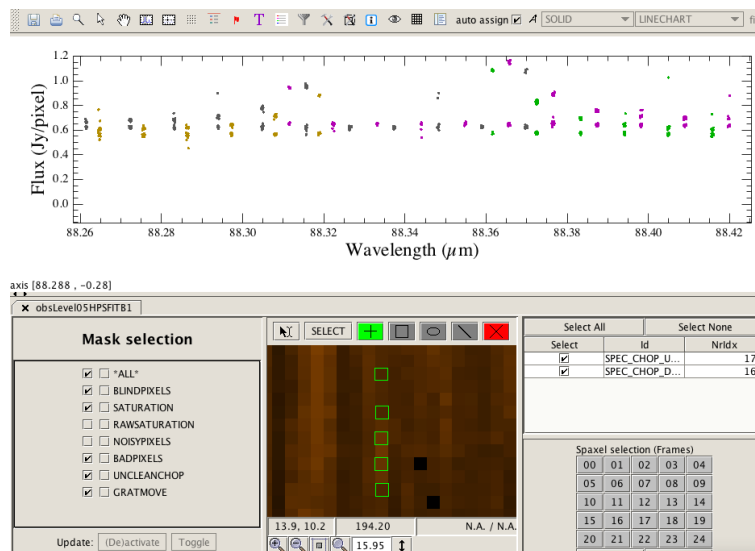 auto assign A SOLID LINECHART fi
1.2
1.0
0.8
0.6
0.4
0.2
0.0
Flux (Jy/pixel)
88.26 88.28 88.30 88.32 88.34 88.36 88.38 88.40 88.42
Wavelength (μm)
axis [88.288 , -0.28]
x obsLevel05HPSFITB1
Mask selection
*ALL*
BLINDPIXELS
SATURATION
RAWSATURATION
NOISYPIXELS
BADPIXELS
UNCLEANCHOP
GRATMOVE
Update: (De)activate Toggle
SELECT
13.9, 10.2 194.20 N.A. / N.A.
15.95
Select All Select None
Select Id NrIdx
SPEC_CHOP_U... 17
SPEC_CHOP_D... 16
Spaxel selection (Frames)
00 01 02 03 04
05 06 07 08 09
10 11 12 13 14
15 16 17 18 19
20 21 22 23 24